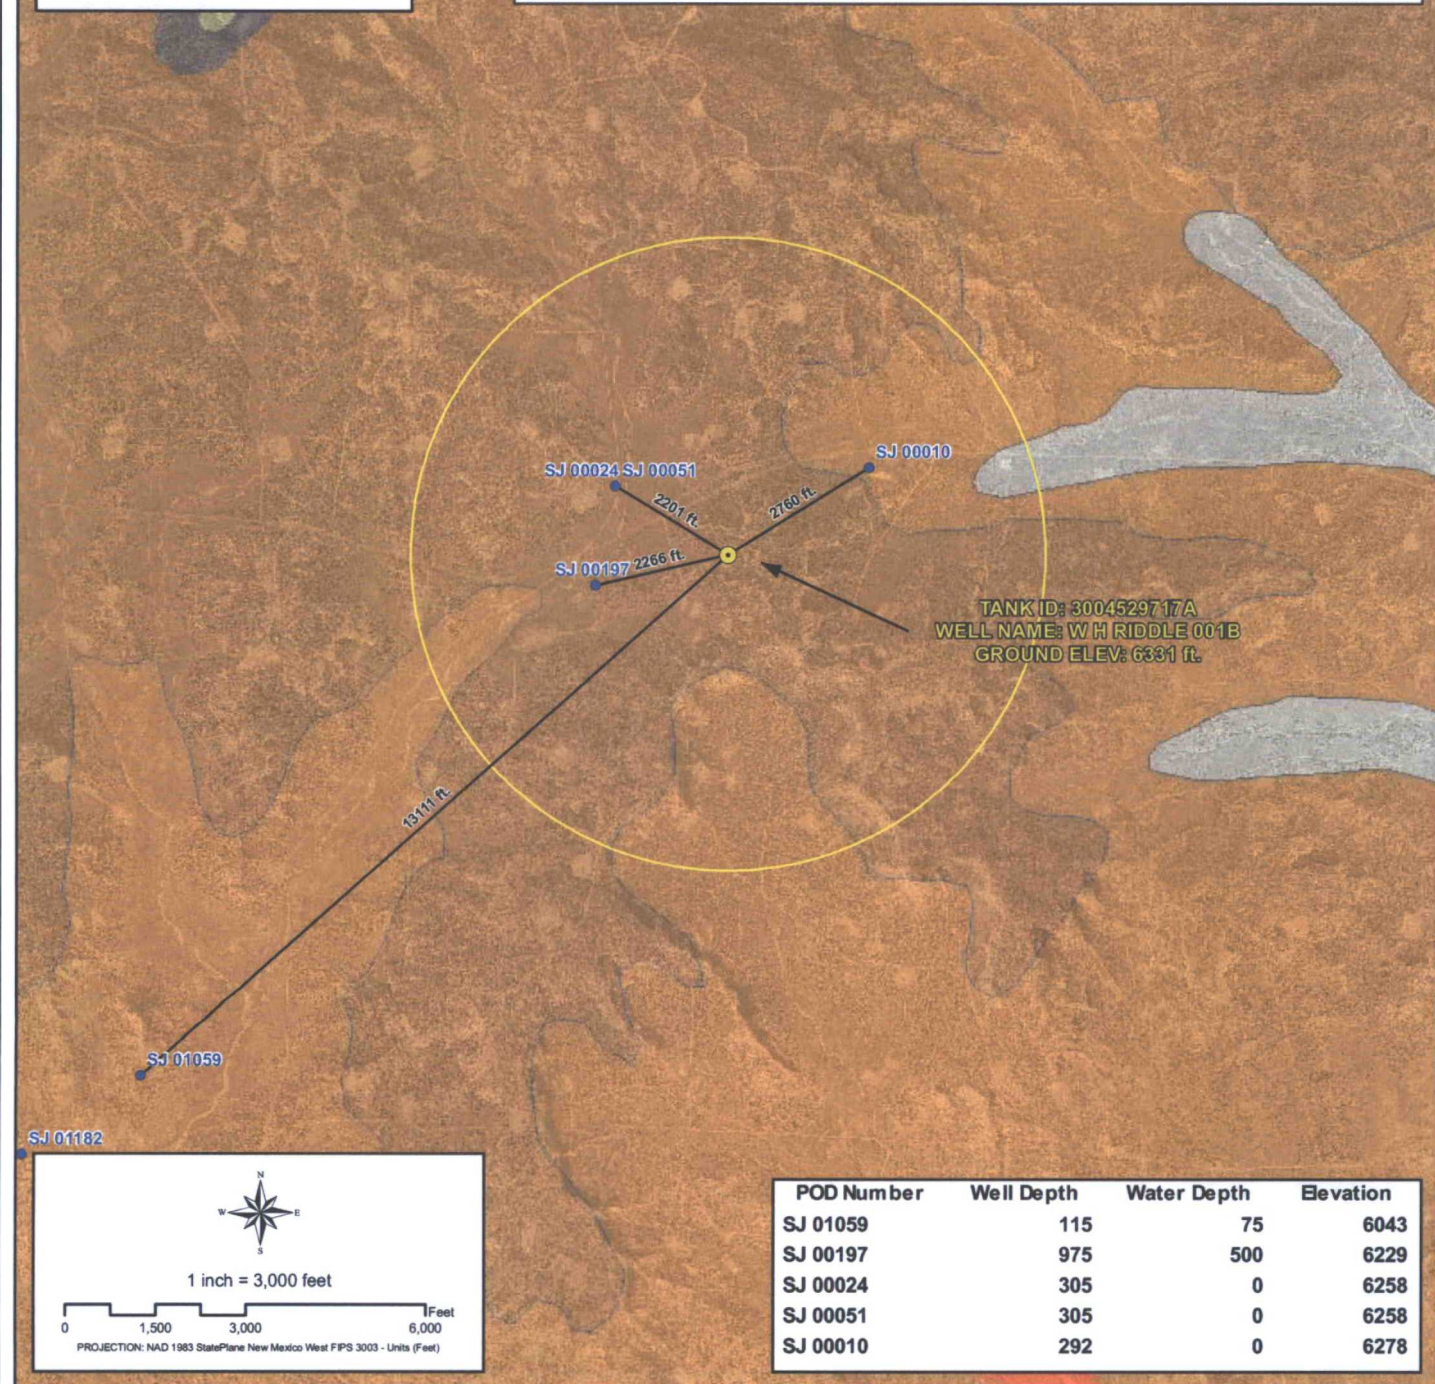 SJ 00010
SJ 00024 SJ 00051
2201 ft.
2760 ft.
SJ 00197
2266 ft.
TANK ID: 3004529717A
WELL NAME: W H RIDDLE 001B
GROUND ELEV: 6331 ft.
13111 ft.
SJ 01059
SJ 01182
N
W E
S
1 inch = 3,000 feet
Feet
0 1,500 3,000 6,000
PROJECTION: NAD 1983 StatePlane New Mexico West FIPS 3003 - Units (Feet)
POD Number Well Depth Water Depth Elevation
SJ 01059 115 75 6043
SJ 00197 975 500 6229
SJ 00024 305 0 6258
SJ 00051 305 0 6258
SJ 00010 292 0 6278